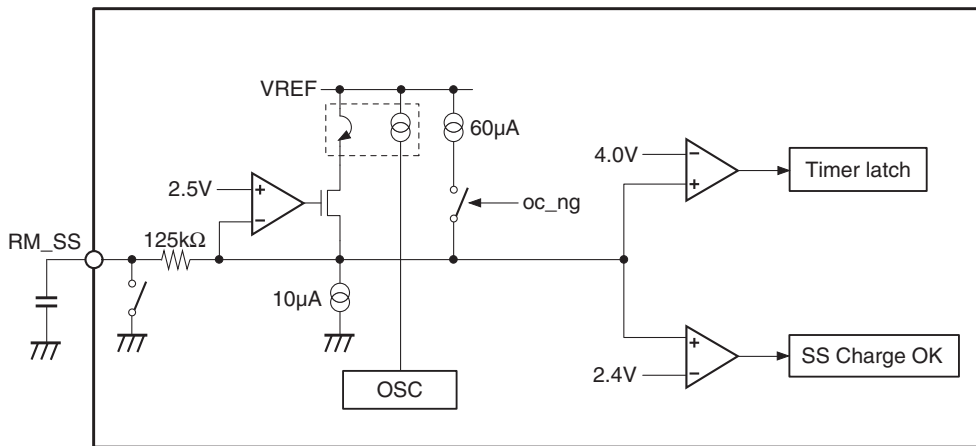 VREF
60μA
4.0V
Timer latch
2.5V
oc_ng
RM_SS
125kΩ
10μA
SS Charge OK
2.4V
OSC
+
−
−
+
+
−